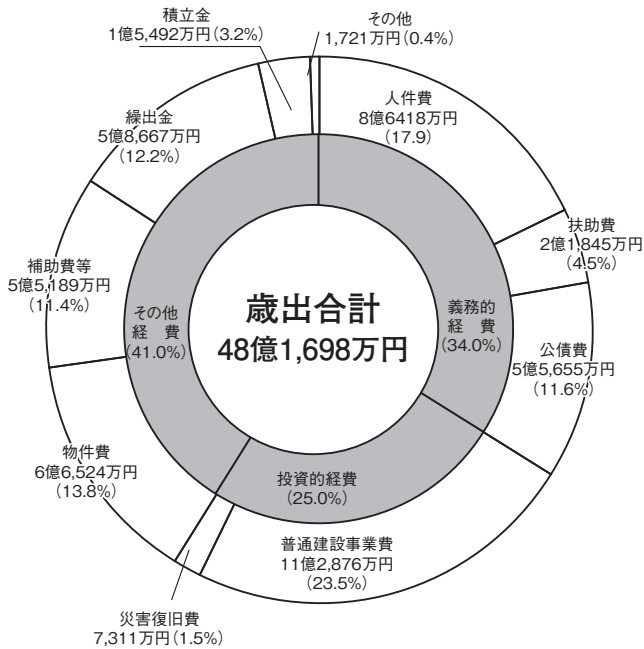 積立金
1億5,492万円(3.2%)
その他
1,721万円(0.4%)
人件費
8億6418万円
(17.9)
扶助費
2億1,845万円
(4.5%)
公債費
5億5,655万円
(11.6%)
普通建設事業費
11億2,876万円
(23.5%)
災害復旧費
7,311万円(1.5%)
物件費
6億6,524万円
(13.8%)
補助費等
5億5,189万円
(11.4%)
繰出金
5億8,667万円
(12.2%)
義務的
経　費
(34.0%)
投資的経費
(25.0%)
その他
経　費
(41.0%)
歳出合計
48億1,698万円